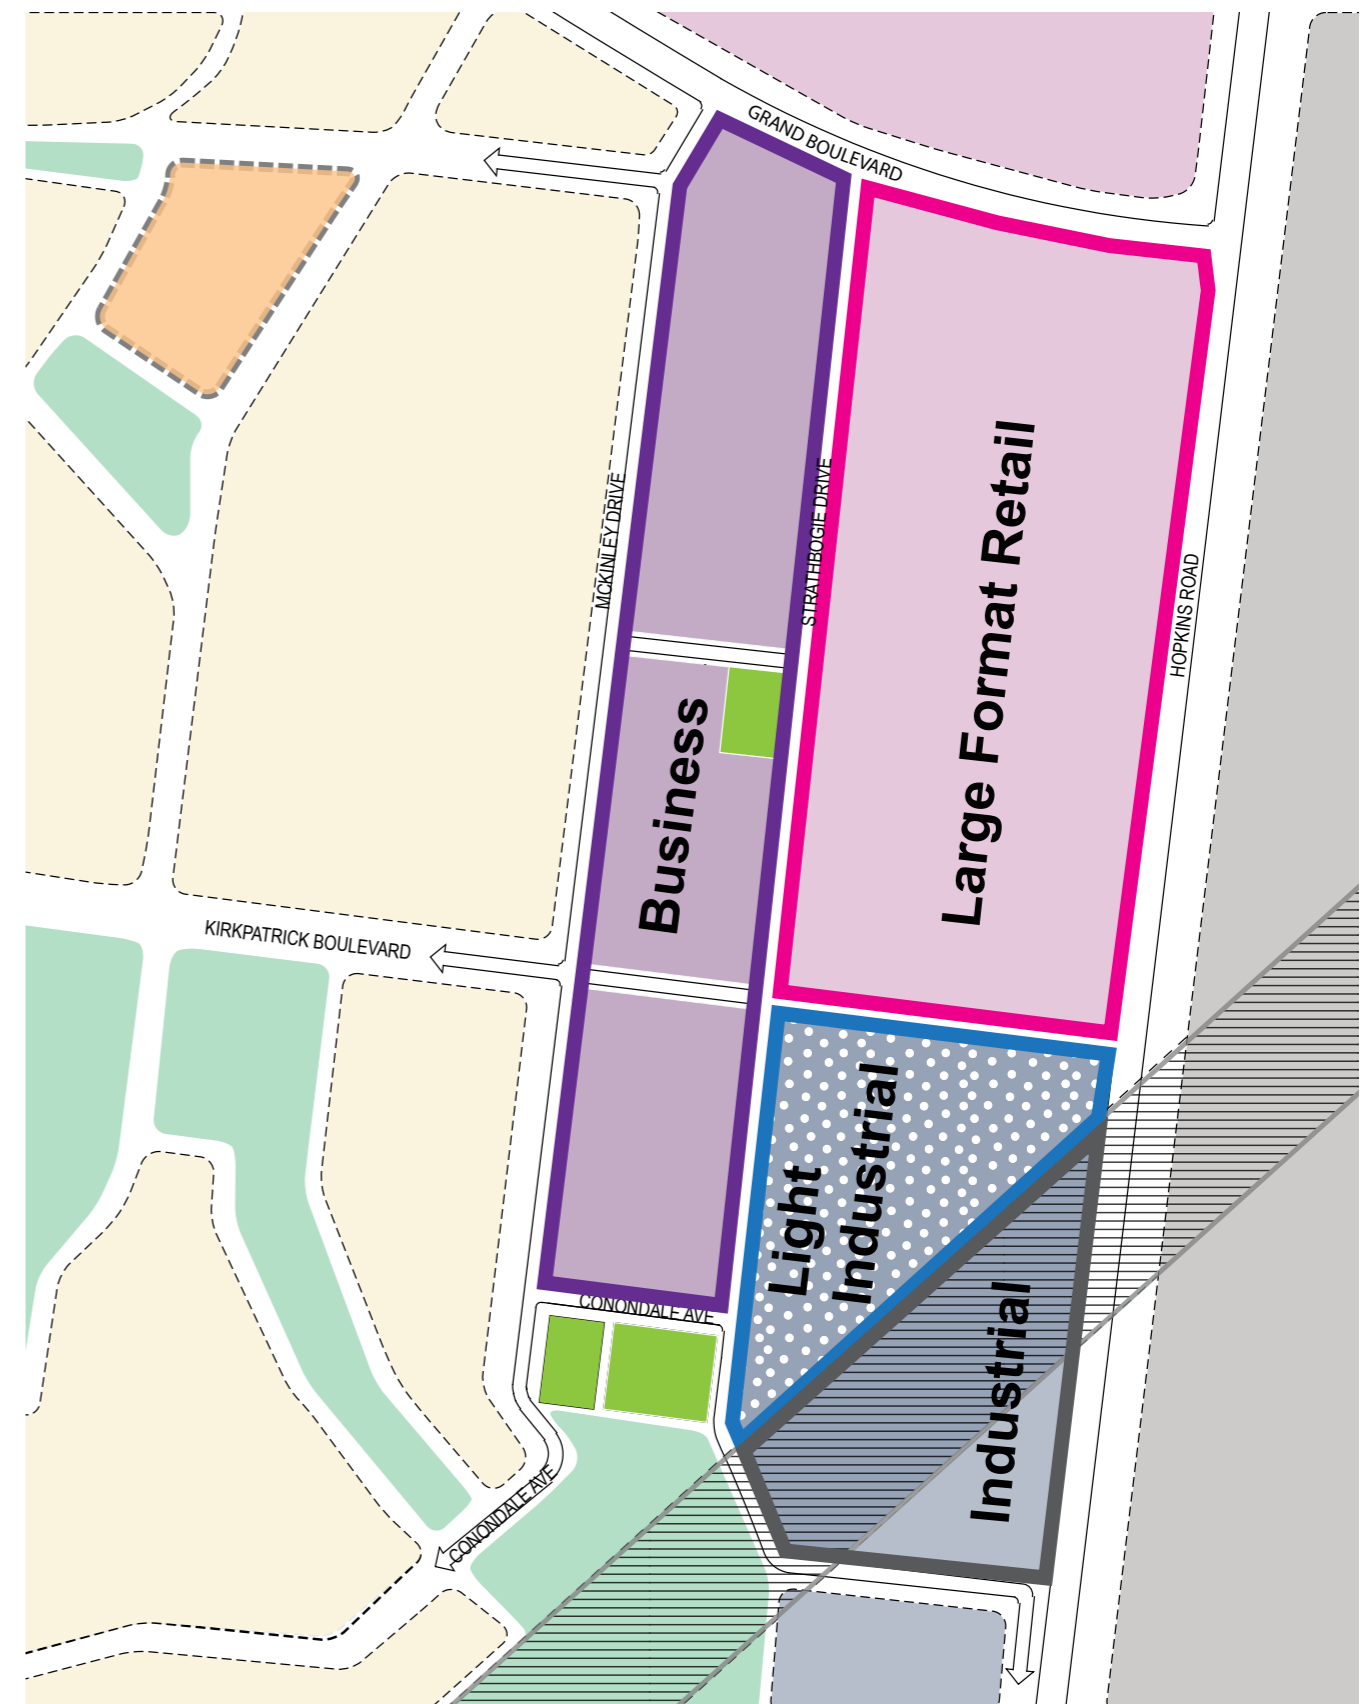 GRAND BOULEVARD
MCKINLEY DRIVE
STRATHBOGIE DRIVE
Large Format Retail
HOPKINS ROAD
Business
KIRKPATRICK BOULEVARD
Light
Industrial
Industrial
CONONDALE AVE
CONONDALE AVE